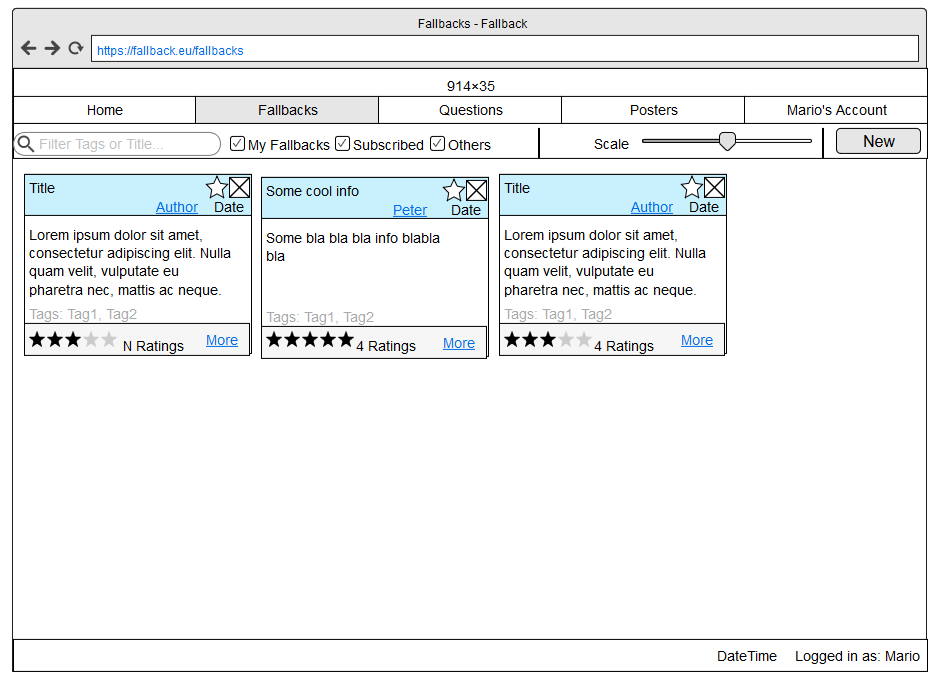 Fallbacks - Fallback
https://fallback.eu/fallbacks
914×35
Home Fallbacks Questions Posters Mario's Account
Filter Tags or Title... My Fallbacks Subscribed Others Scale New
Title
Author Date
Lorem ipsum dolor sit amet,
consectetur adipiscing elit. Nulla
quam velit, vulputate eu
pharetra nec, mattis ac neque.
Tags: Tag1, Tag2
N Ratings More
Some cool info
Peter Date
Some bla bla bla info blabla
bla
Tags: Tag1, Tag2
4 Ratings More
Title
Author Date
Lorem ipsum dolor sit amet,
consectetur adipiscing elit. Nulla
quam velit, vulputate eu
pharetra nec, mattis ac neque.
Tags: Tag1, Tag2
4 Ratings More
DateTime Logged in as: Mario